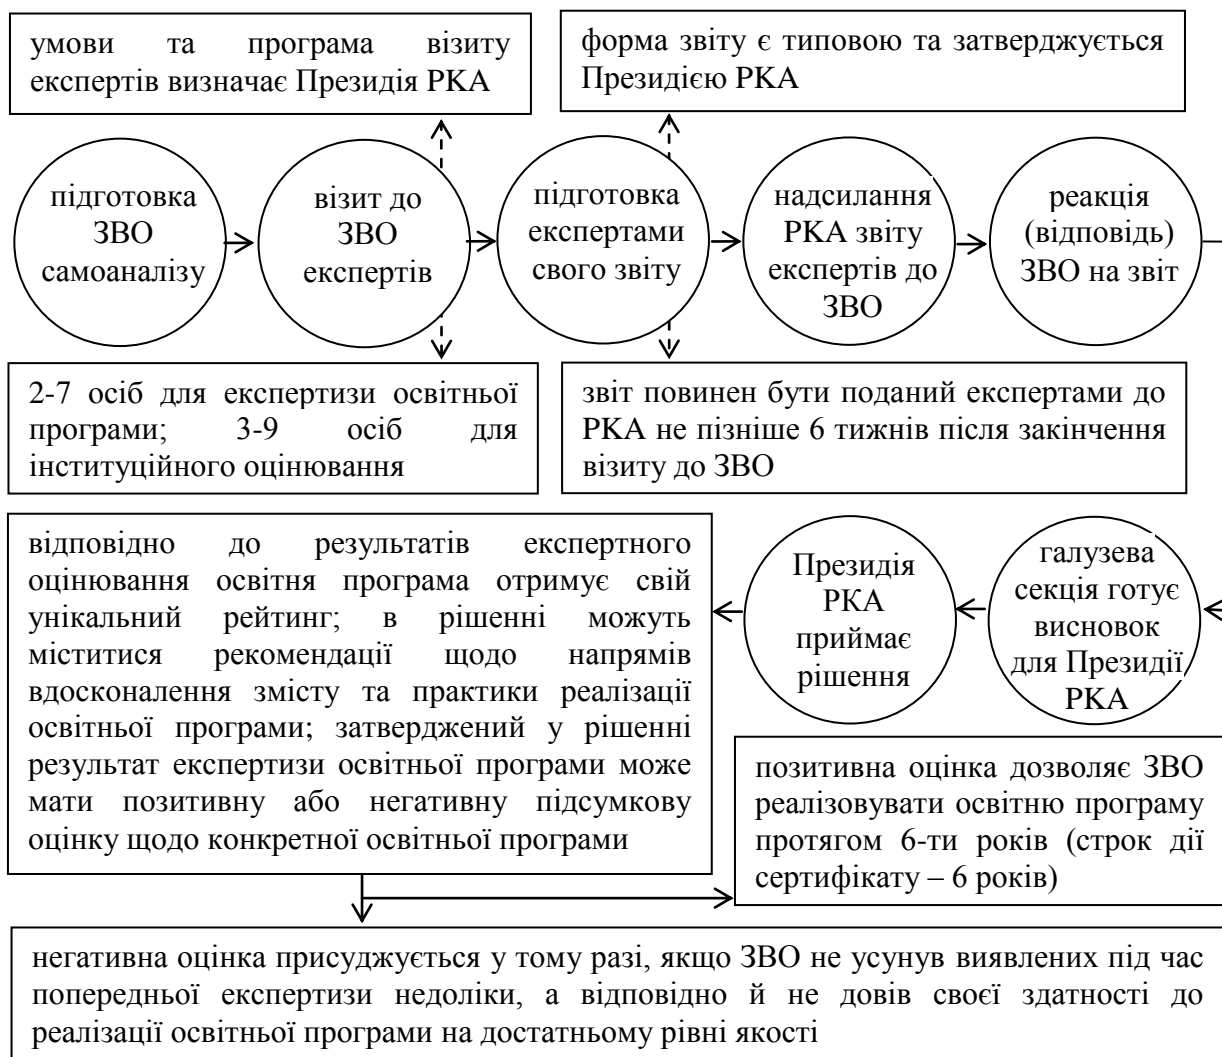 умови та програма візиту
експертів визначає Президія PKA
форма звіту є типовою та затверджується
Президією PKA
підготовка
ЗВО
самоаналізу
візит до
ЗВО
експертів
підготовка
експертами
свого звіту
надсилання
PKA звіту
експертів до
ЗВО
реакція
(відповідь)
ЗВО на звіт
2-7 осіб для експертизи освітньої
програми; 3-9 осіб для
інституційного оцінювання
звіт повинен бути поданий експертами до
PKA не пізніше 6 тижнів після закінчення
візиту до ЗВО
галузева
секція готує
висновок
для Президії
PKA
Президія
PKA
приймає
рішення
відповідно до результатів експертного
оцінювання освітня програма отримує свій
унікальний рейтинг; в рішенні можуть
міститися рекомендації щодо напрямів
вдосконалення змісту та практики реалізації
освітньої програми; затверджений у рішенні
результат експертизи освітньої програми може
мати позитивну або негативну підсумкову
оцінку щодо конкретної освітньої програми
позитивна оцінка дозволяє ЗВО
реалізовувати освітню програму
протягом 6-ти років (строк дії
сертифікату – 6 років)
негативна оцінка присуджується у тому разі, якщо ЗВО не усунув виявлених під час
попередньої експертизи недоліки, а відповідно й не довів своєї здатності до
реалізації освітньої програми на достатньому рівні якості